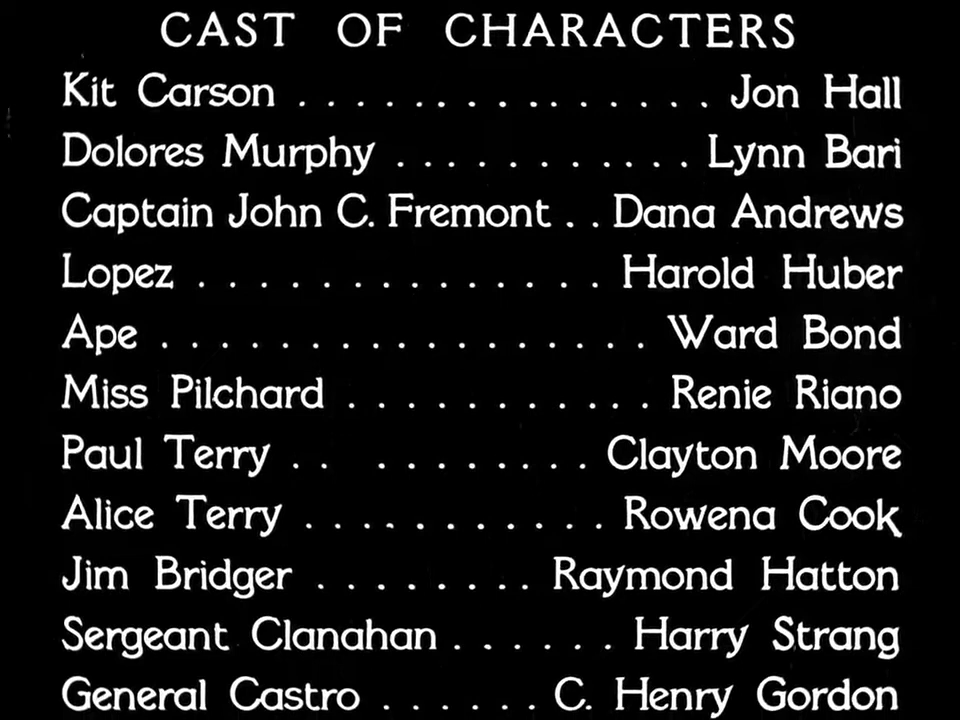 CAST OF CHARACTERS
Kit Carson . . . . . . . . . . . . . . . Jon Hall
Dolores Murphy . . . . . . . . . . . Lynn Bari
Captain John C. Fremont . . Dana Andrews
Lopez . . . . . . . . . . . . . . Harold Huber
Ape . . . . . . . . . . . . . . . . . Ward Bond
Miss Pilchard . . . . . . . . . . . Renie Riano
Paul Terry . . . . . . . . . . Clayton Moore
Alice Terry . . . . . . . . . . . Rowena Cook
Jim Bridger . . . . . . . . Raymond Hatton
Sergeant Clanahan . . . . . . Harry Strang
General Castro . . . . . . C. Henry Gordon